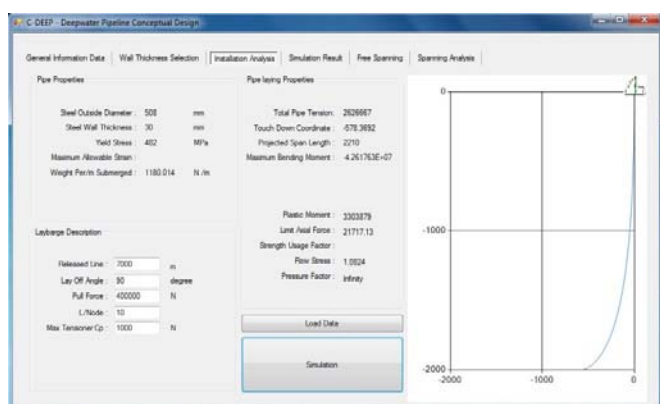 C-DEEP - Deepwater Pipeline Conceptual Design
General Information Data Wall Thickness Selection Installation Analysis Simulation Result Free Spanning Spanning Analysis
Pipe Properties
Steel Outside Diameter : 508 mm
Steel Wall Thickness : 30 mm
Yield Stress : 482 MPa
Maximum Allowable Strain :
Weight Per/m Submerged : 1180.014 N /m
Laybarge Description
Released Line : 7000 m
Lay Off Angle : 90 degree
Pull Force : 400000 N
L/Node : 10
Max Tensioner Cp : 1000 N
Pipe laying Properties
Total Pipe Tension: 2626667
Touch Down Coordinate : -578.3692
Projected Span Length : 2210
Maximum Bending Moment : -4.261763E+07
Plastic Moment : 3303879
Limit Axial Force : 21717.13
Strength Usage Factor :
Flow Stress : 1.0824
Pressure Factor : Infinity
Load Data
Simulation
0
-1000
-2000
-2000 -1000 0